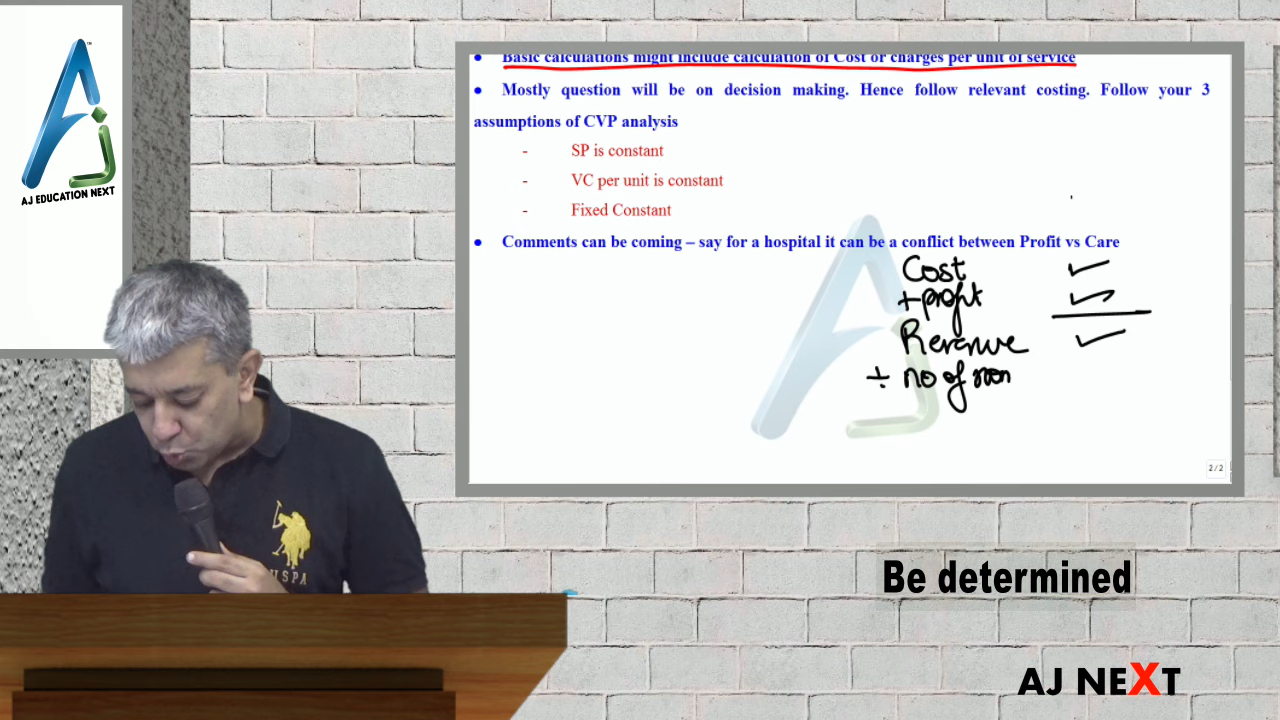 AJ EDUCATION NEXT
• Basic calculations might include calculation of Cost or charges per unit of service
• Mostly question will be on decision making. Hence follow relevant costing. Follow your 3
assumptions of CVP analysis
- SP is constant
- VC per unit is constant
- Fixed Constant
• Comments can be coming – say for a hospital it can be a conflict between Profit vs Care
Cost
+ profit
Revenue
÷ no of
2/2
USPA
Be determined
AJ NEXT